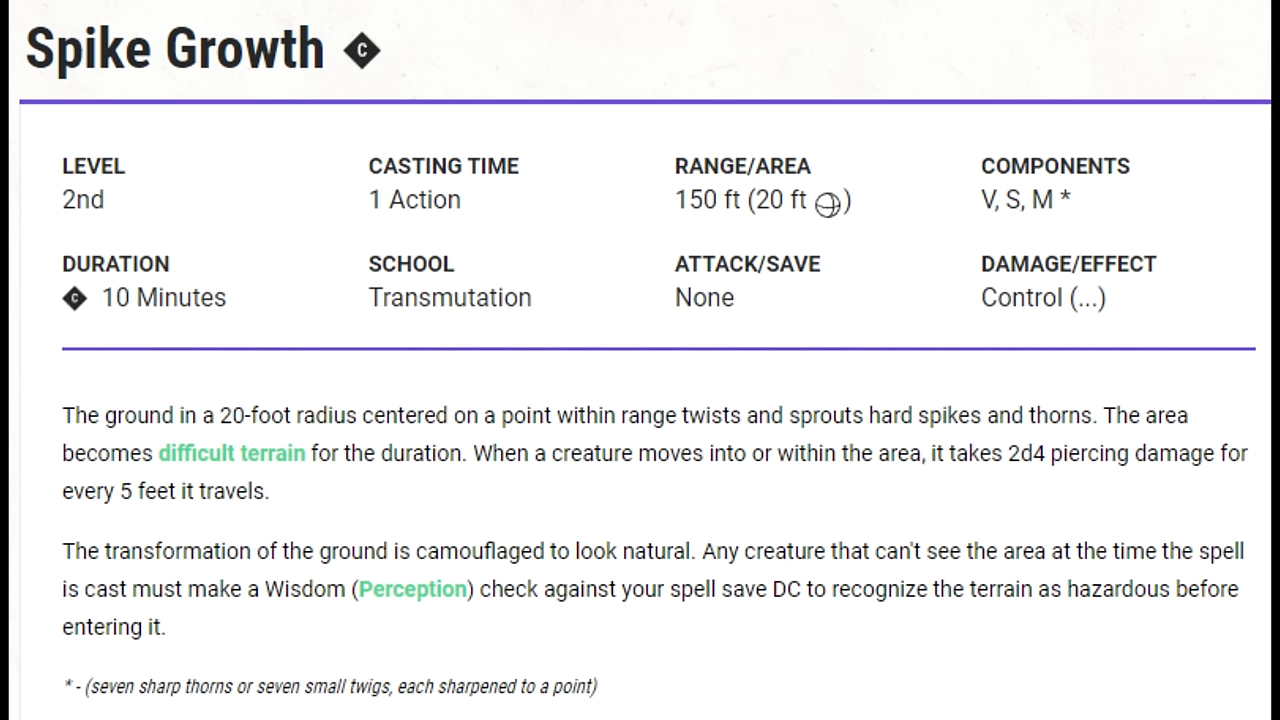 Spike Growth C
LEVEL CASTING TIME RANGE/AREA COMPONENTS
2nd 1 Action 150 ft (20 ft ) V, S, M *
DURATION SCHOOL ATTACK/SAVE DAMAGE/EFFECT
C 10 Minutes Transmutation None Control (...)
The ground in a 20-foot radius centered on a point within range twists and sprouts hard spikes and thorns. The area
becomes difficult terrain for the duration. When a creature moves into or within the area, it takes 2d4 piercing damage for
every 5 feet it travels.
The transformation of the ground is camouflaged to look natural. Any creature that can't see the area at the time the spell
is cast must make a Wisdom (Perception) check against your spell save DC to recognize the terrain as hazardous before
entering it.
* - (seven sharp thorns or seven small twigs, each sharpened to a point)